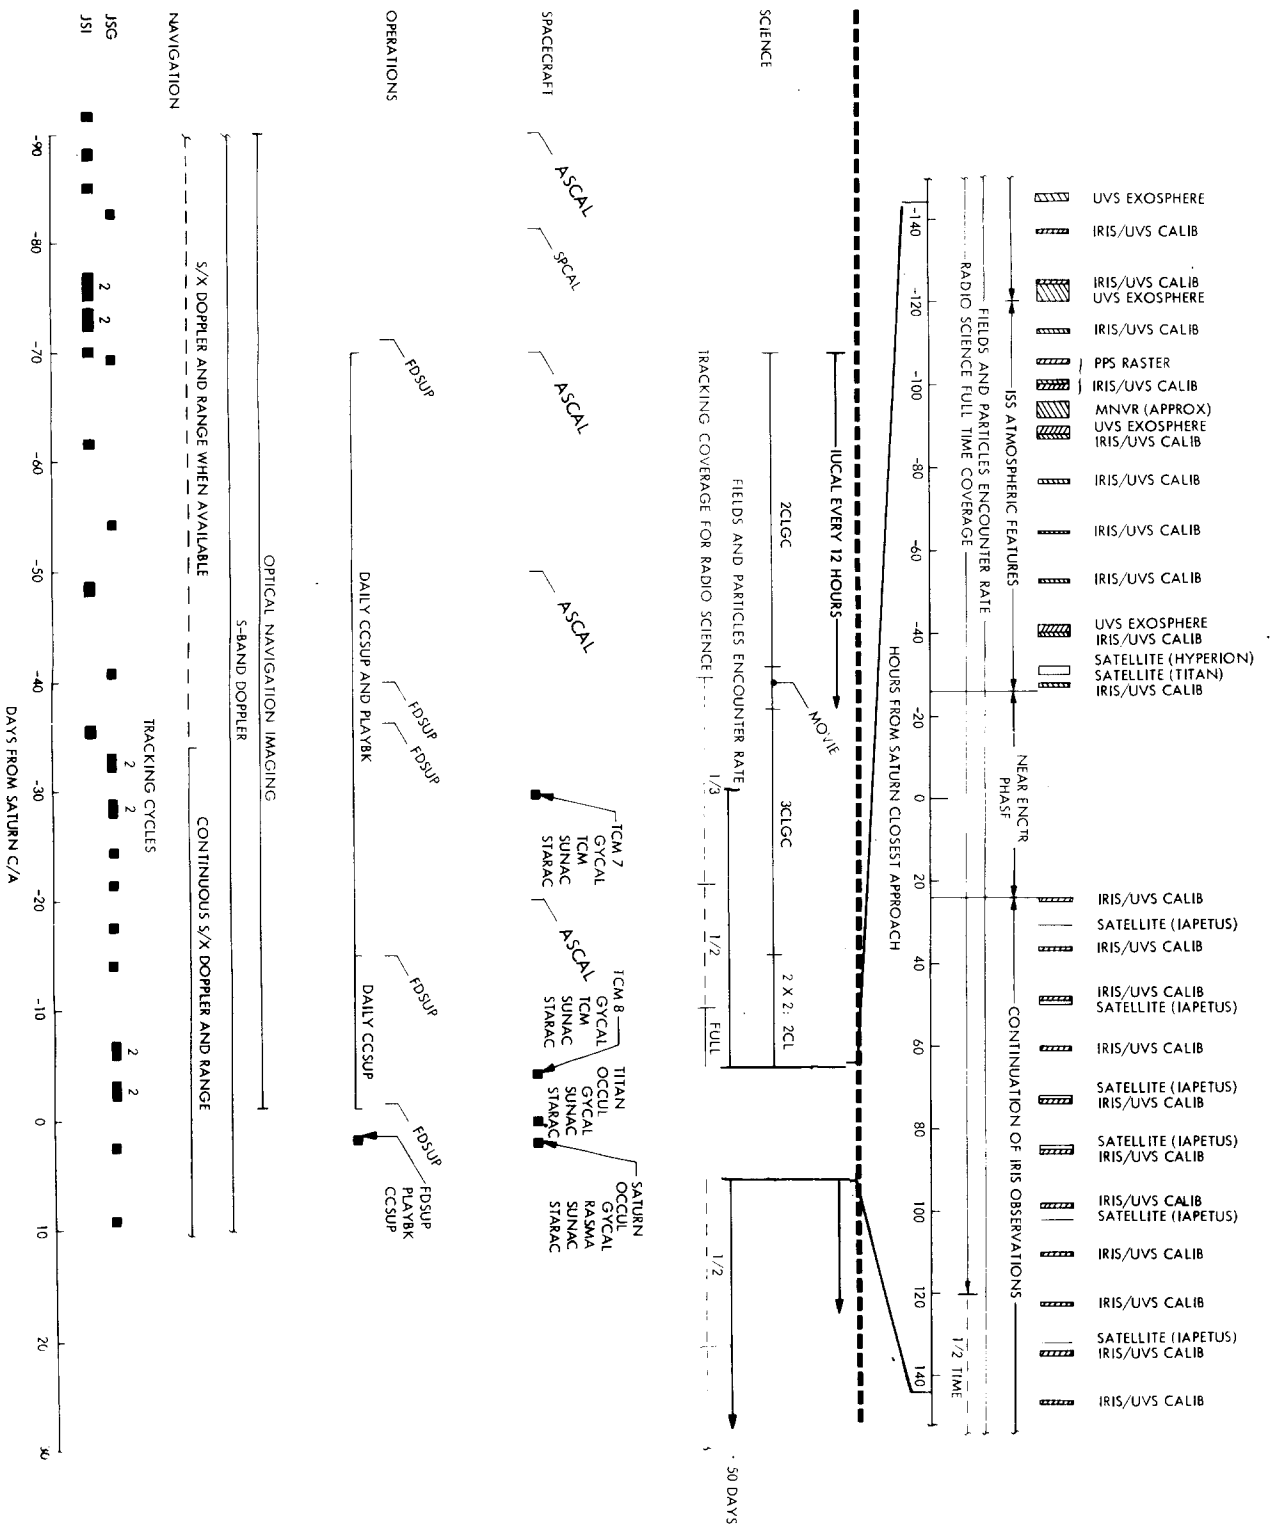 UVS EXOSPHERE
IRIS/UVS CALIB
IRIS/UVS CALIB
UVS EXOSPHERE
IRIS/UVS CALIB
PPS RASTER
IRIS/UVS CALIB
MNVR (APPROX)
UVS EXOSPHERE
IRIS/UVS CALIB
IRIS/UVS CALIB
IRIS/UVS CALIB
IRIS/UVS CALIB
UVS EXOSPHERE
IRIS/UVS CALIB
SATELLITE (HYPERION)
SATELLITE (TITAN)
IRIS/UVS CALIB
IRIS/UVS CALIB
SATELLITE (IAPETUS)
IRIS/UVS CALIB
IRIS/UVS CALIB
SATELLITE (IAPETUS)
IRIS/UVS CALIB
SATELLITE (IAPETUS)
IRIS/UVS CALIB
SATELLITE (IAPETUS)
IRIS/UVS CALIB
IRIS/UVS CALIB
SATELLITE (IAPETUS)
IRIS/UVS CALIB
IRIS/UVS CALIB
SATELLITE (IAPETUS)
IRIS/UVS CALIB
IRIS/UVS CALIB
ISS ATMOSPHERIC FEATURES
NEAR ENCTR
PHASE
CONTINUATION OF IRIS OBSERVATIONS
FIELDS AND PARTICLES ENCOUNTER RATE
RADIO SCIENCE FULL TIME COVERAGE
1/2 TIME
-140 -120 -100 -80 -60 -40 -20 0 20 40 60 80 100 120 140
HOURS FROM SATURN CLOSEST APPROACH
SCIENCE
IUCAL EVERY 12 HOURS
2CLGC
MOVIE
3CLGC
2 X 2: 2CL
FIELDS AND PARTICLES ENCOUNTER RATE
50 DAYS
TRACKING COVERAGE FOR RADIO SCIENCE
1/3
1/2
FULL
1/2
SPACECRAFT
ASCAL
SPCAL
ASCAL
ASCAL
TCM 7
GYCAL
TCM
SUNAC
STARAC
ASCAL
TCM 8
GYCAL
TCM
SUNAC
STARAC
TITAN
OCCUL
GYCAL
SUNAC
STARAC
SATURN
OCCUL
GYCAL
RASMA
SUNAC
STARAC
OPERATIONS
FDSUP
FDSUP
FDSUP
FDSUP
FDSUP
FDSUP
PLAYBK
CCSUP
DAILY CCSUP AND PLAYBK
DAILY CCSUP
NAVIGATION
OPTICAL NAVIGATION IMAGING
S-BAND DOPPLER
S/X DOPPLER AND RANGE WHEN AVAILABLE
CONTINUOUS S/X DOPPLER AND RANGE
TRACKING CYCLES
2 2 2 2 2 2
JSG
JSI
-90 -80 -70 -60 -50 -40 -30 -20 -10 0 10 20 30
DAYS FROM SATURN C/A